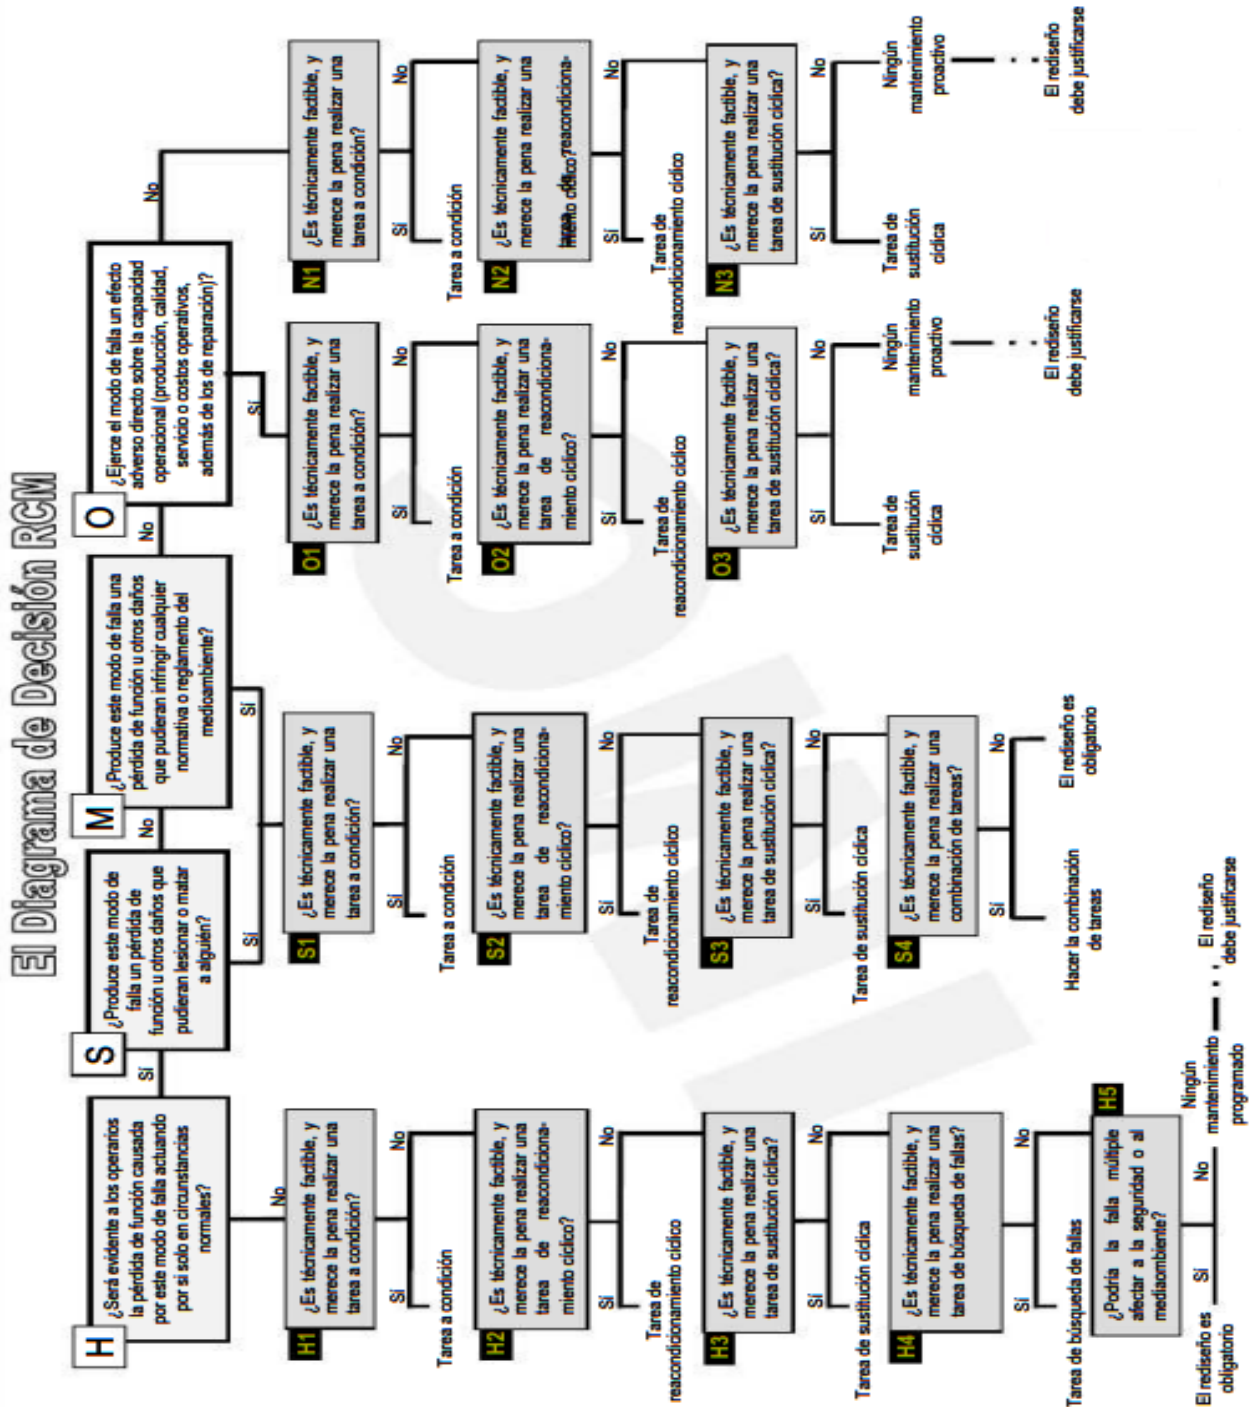 El Diagrama de Decisión RCM
H
¿Será evidente a los operarios
la pérdida de función causada
por este modo de falla actuando
por si solo en circunstancias
normales?
Sí
No
S
¿Produce este modo de
falla un pérdida de
función u otros daños que
pudieran lesionar o matar
a alguién?
No
Sí
M
¿Produce este modo de falla una
pérdida de función u otros daños
que pudieran infringir cualquier
normativa o reglamento del
medioambiente?
No
Sí
O
¿Ejerce el modo de falla un efecto
adverso directo sobre la capacidad
operacional (producción, calidad,
servicio o costos operativos,
además de los de reparación)?
Sí
No
H1
¿Es técnicamente factible, y
merece la pena realizar una
tarea a condición?
Sí
No
Tarea a condición
H2
¿Es técnicamente factible, y
merece la pena realizar una
tarea de reacondiciona-
miento cíclico?
Sí
No
Tarea de
reacondicionamiento cíclico
H3
¿Es técnicamente factible, y
merece la pena realizar una
tarea de sustitución cíclica?
Sí
No
Tarea de sustitución cíclica
H4
¿Es técnicamente factible, y
merece la pena realizar una
tarea de búsqueda de fallas?
Sí
No
Tarea de búsqueda de fallas
H5
¿Podría la falla múltiple
afectar a la seguridad o al
mediaombiente?
Sí
No
El rediseño es
obligatorio
Ningún
mantenimiento
programado
El rediseño
debe justificarse
S1
¿Es técnicamente factible, y
merece la pena realizar una
tarea a condición?
Sí
No
Tarea a condición
S2
¿Es técnicamente factible, y
merece la pena realizar una
tarea de reacondiciona-
miento cíclico?
Sí
No
Tarea de
reacondicionamiento cíclico
S3
¿Es técnicamente factible, y
merece la pena realizar una
tarea de sustitución cíclica?
Sí
No
Tarea de sustitución cíclica
S4
¿Es técnicamente factible, y
merece la pena realizar una
combinación de tareas?
Sí
No
Hacer la combinación
de tareas
El rediseño es
obligatorio
O1
¿Es técnicamente factible, y
merece la pena realizar una
tarea a condición?
Sí
No
Tarea a condición
O2
¿Es técnicamente factible, y
merece la pena realizar una
tarea de reacondiciona-
miento cíclico?
Sí
No
Tarea de
reacondicionamiento cíclico
O3
¿Es técnicamente factible, y
merece la pena realizar una
tarea de sustitución cíclica?
Sí
No
Tarea de
sustitución
cíclica
Ningún
mantenimiento
proactivo
El rediseño
debe justificarse
N1
¿Es técnicamente factible, y
merece la pena realizar una
tarea a condición?
Sí
No
Tarea a condición
N2
¿Es técnicamente factible, y
merece la pena realizar una
tarea de reacondiciona-
miento cíclico?
Sí
No
Tarea de
reacondicionamiento cíclico
N3
¿Es técnicamente factible, y
merece la pena realizar una
tarea de sustitución cíclica?
Sí
No
Tarea de
sustitución
cíclica
Ningún
mantenimiento
proactivo
El rediseño
debe justificarse